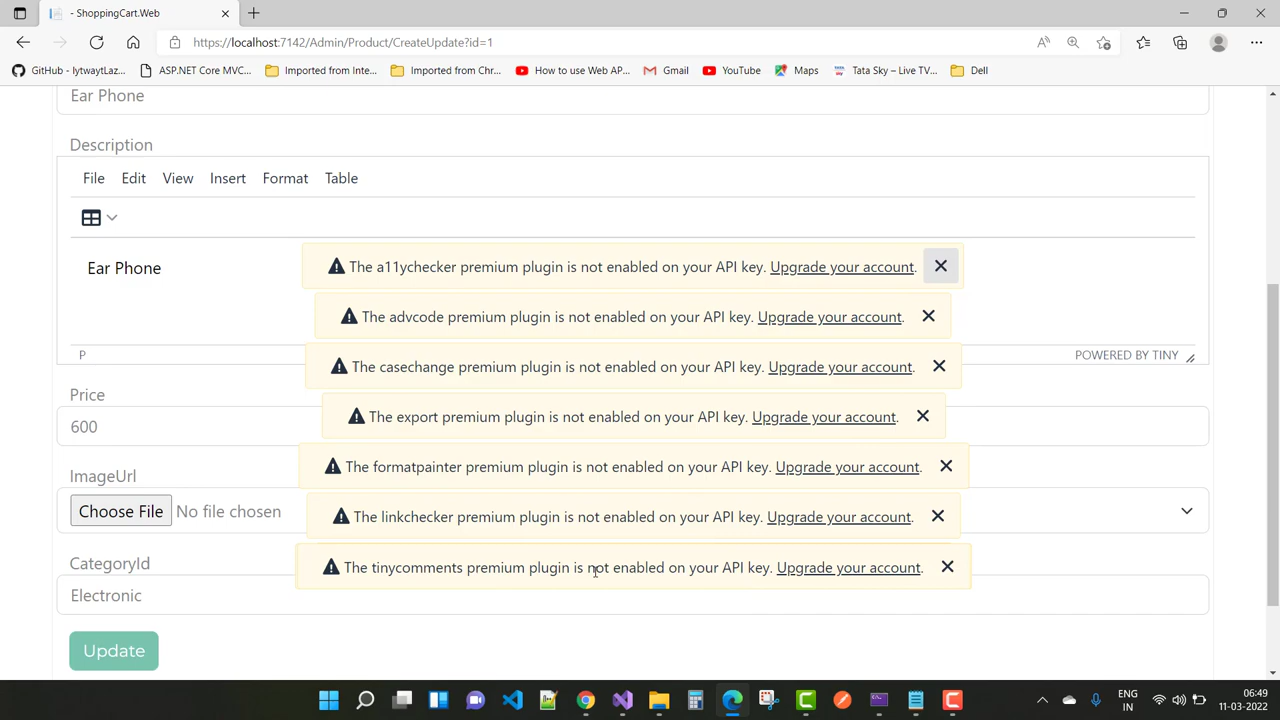 - ShoppingCart.Web
https://localhost:7142/Admin/Product/CreateUpdate?id=1
GitHub - lytwaytLaz...
ASP.NET Core MVC...
Imported from Inte...
Imported from Chr...
How to use Web AP...
Gmail
YouTube
Maps
Tata Sky – Live TV...
Dell
Ear Phone
Description
File Edit View Insert Format Table
Ear Phone
The a11ychecker premium plugin is not enabled on your API key. Upgrade your account.
The advcode premium plugin is not enabled on your API key. Upgrade your account.
P
POWERED BY TINY
The casechange premium plugin is not enabled on your API key. Upgrade your account.
Price
600
The export premium plugin is not enabled on your API key. Upgrade your account.
The formatpainter premium plugin is not enabled on your API key. Upgrade your account.
ImageUrl
Choose File No file chosen
The linkchecker premium plugin is not enabled on your API key. Upgrade your account.
CategoryId
The tinycomments premium plugin is not enabled on your API key. Upgrade your account.
Electronic
Update
ENG
IN
06:49
11-03-2022